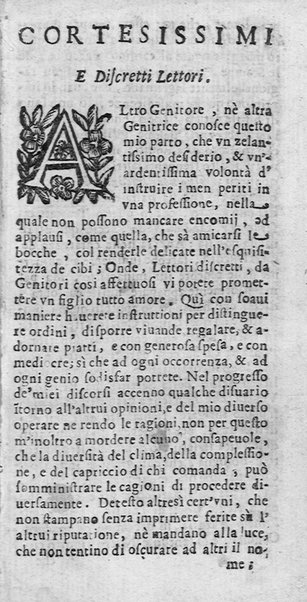 CORTESISSIMI
E Discretti Lettori.
ALtro Genitore, nè altra
Genitrice conosce questo
mio parto, che vn zelan-
tissimo desiderio, & vn'
ardentissima volontà d'
instruire i men periti in
vna professione, nella
quale non possono mancare encomij, ed
applausi, come quella, che sà amicarsi le
bocche, col renderle delicate nell'esquisi-
tezza de cibi; Onde, Lettori discretti, da
Genitori così affettuosi vi potete promet-
tere vn figlio tutto amore. Quì con soaui
maniere hauerete instruttioni per distingue-
re ordini, disporre viuande regalare, & a-
dornare piatti, e con generosa spesa, e con
mediocre; sì che ad ogni occorrenza, & ad
ogni genio sodisfar potrete. Nel progresso
de'miei discorsi accenno qualche disuario
itorno all'altrui opinioni, e del mio diuerso
operare ne rendo le ragioni, non per questo
m'inoltro a mordere alcuno, consapeuole,
che la diuersità del clima, della complessio-
ne, e del capriccio di chi comanda, può
somministrare le cagioni di procedere di-
uersamente. Detesto altresì cert'vni, che
non stampano senza imprimere ferite sù l'
altrui riputatione, nè mandano alla luce,
che non tentino di oscurare ad altri il no-
me;